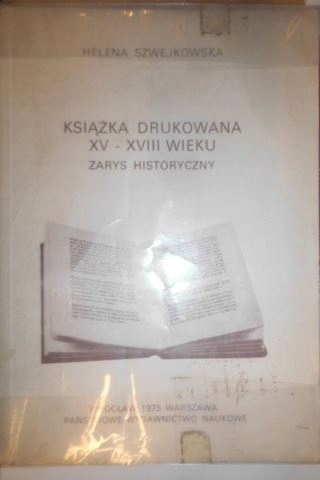 HELENA SZWEJKOWSKA
KSIĄŻKA DRUKOWANA
XV - XVIII WIEKU
ZARYS HISTORYCZNY
WROCŁAW 1975 WARSZAWA
PAŃSTWOWE WYDAWNICTWO NAUKOWE